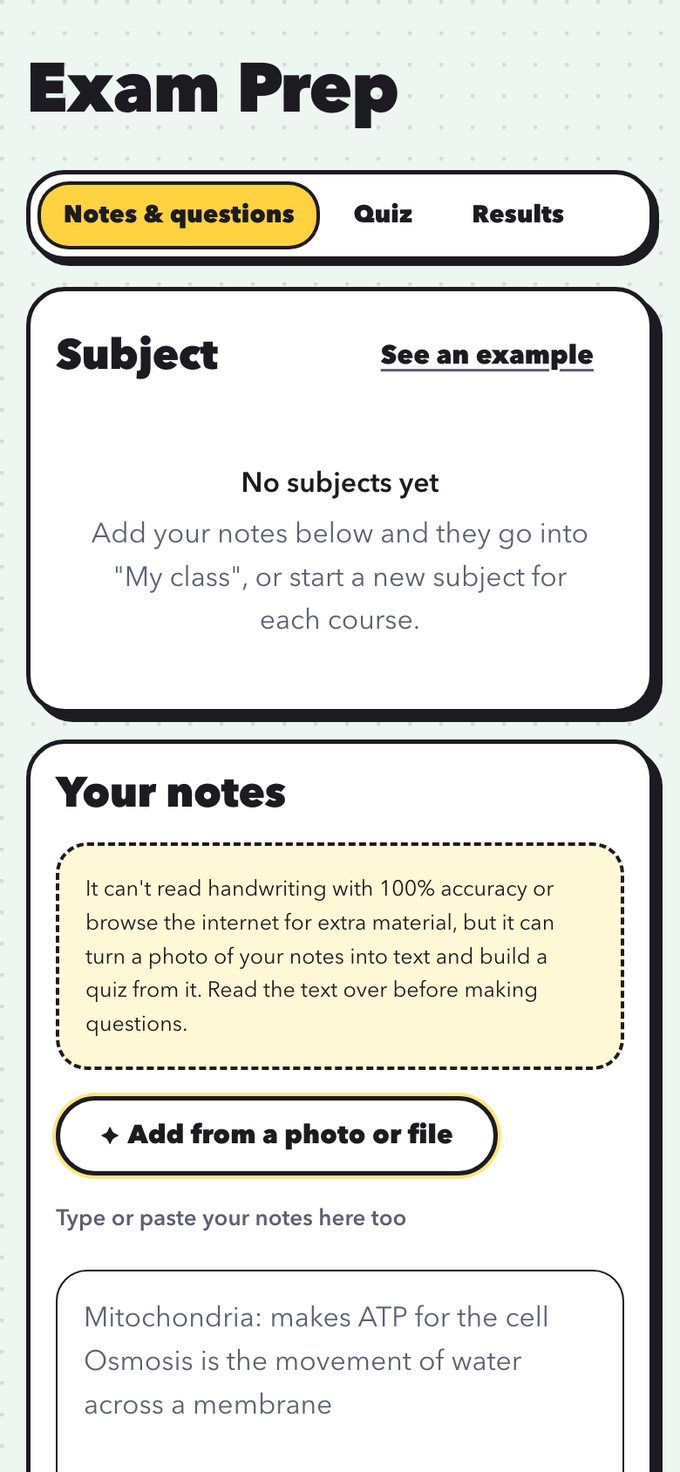 Exam Prep
Notes & questions Quiz Results
Subject See an example
No subjects yet
Add your notes below and they go into
"My class", or start a new subject for
each course.
Your notes
It can't read handwriting with 100% accuracy or
browse the internet for extra material, but it can
turn a photo of your notes into text and build a
quiz from it. Read the text over before making
questions.
✦ Add from a photo or file
Type or paste your notes here too
Mitochondria: makes ATP for the cell
Osmosis is the movement of water
across a membrane